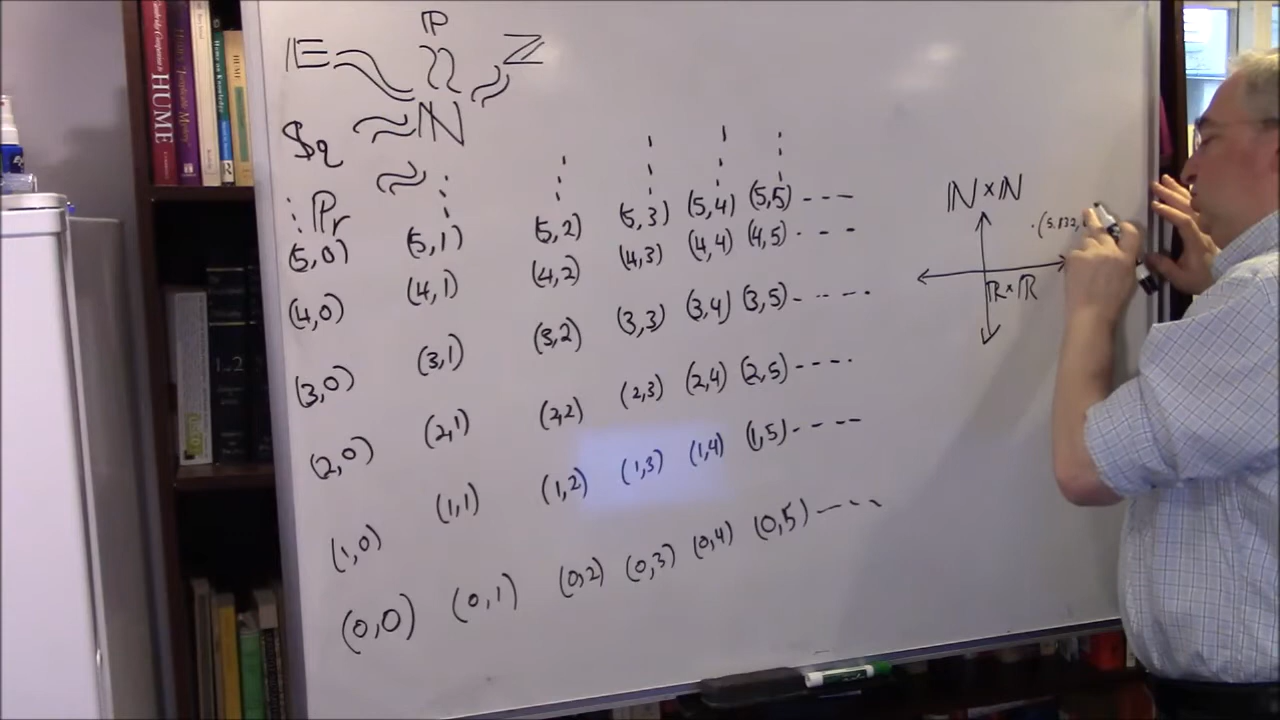 HUME
HUME
ℙ
𝔼 ≈ ≈ ≈ ℤ
Sq ≈ ℕ
⋮ Pr ≈
(5,0) (5,1) (5,2) (5,3) (5,4) (5,5) - - -
(4,0) (4,1) (4,2) (4,3) (4,4) (4,5) - - -
(3,0) (3,1) (3,2) (3,3) (3,4) (3,5) - - - -
(2,0) (2,1) (2,2) (2,3) (2,4) (2,5) - - - -
(1,0) (1,1) (1,2) (1,3) (1,4) (1,5) - - - -
(0,0) (0,1) (0,2) (0,3) (0,4) (0,5) - - -
ℕ × ℕ
.(5.832,
ℝ × ℝ